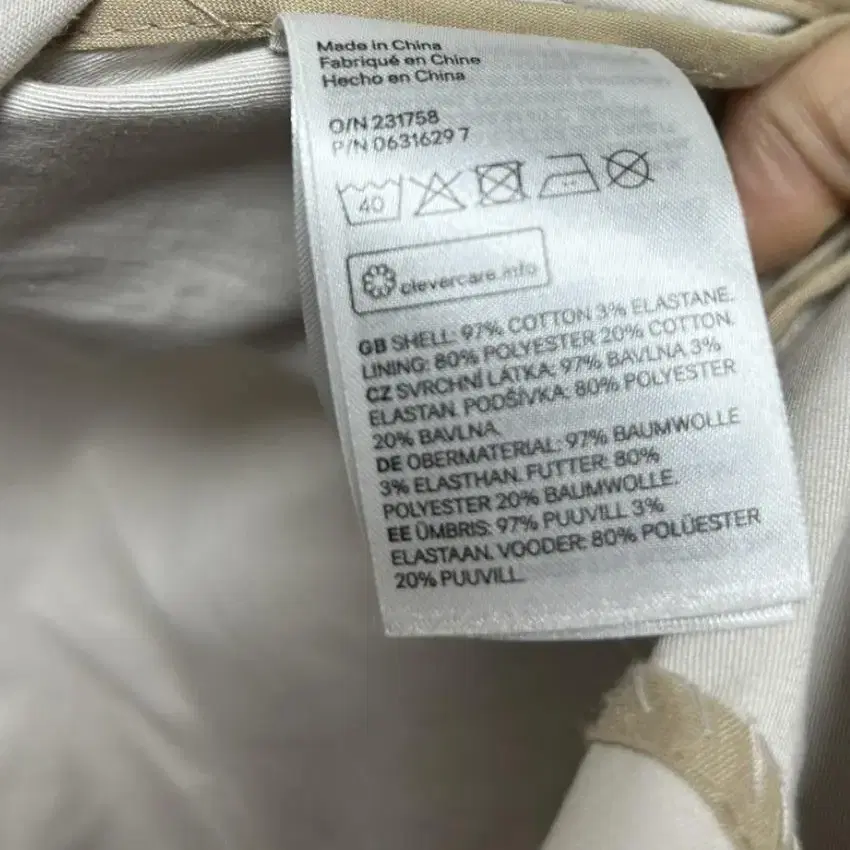 Made in China
Fabriqué en Chine
Hecho en China
O/N 231758
P/N 0631629 7
40
clevercare.info
GB SHELL: 97% COTTON 3% ELASTANE.
LINING: 80% POLYESTER 20% COTTON.
CZ SVRCHNÍ LÁTKA: 97% BAVLNA 3%
ELASTAN. PODŠÍVKA: 80% POLYESTER
20% BAVLNA.
DE OBERMATERIAL: 97% BAUMWOLLE
3% ELASTHAN. FUTTER: 80%
POLYESTER 20% BAUMWOLLE.
EE ÜMBRIS: 97% PUUVILL 3%
ELASTAAN. VOODER: 80% POLÜESTER
20% PUUVILL.